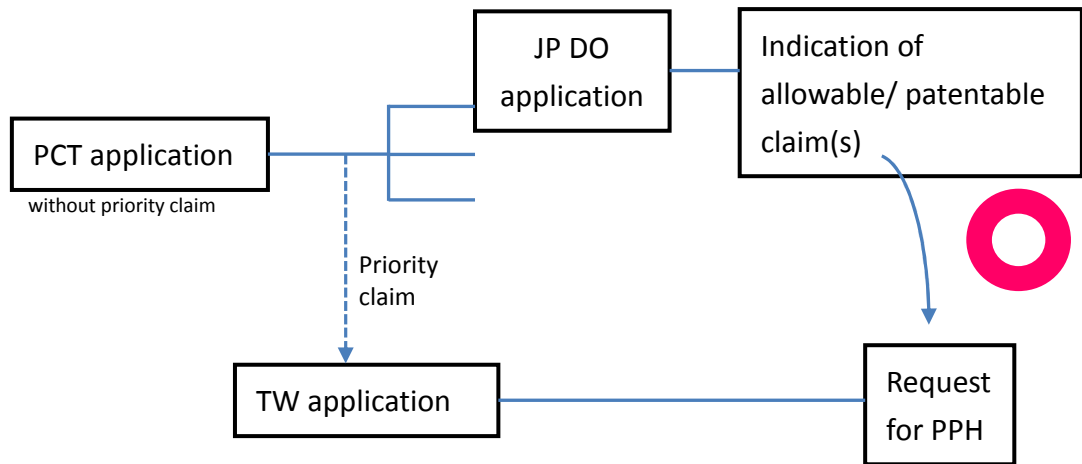 JP DO
application
Indication of
allowable/ patentable
claim(s)
PCT application
without priority claim
Priority
claim
TW application
Request
for PPH